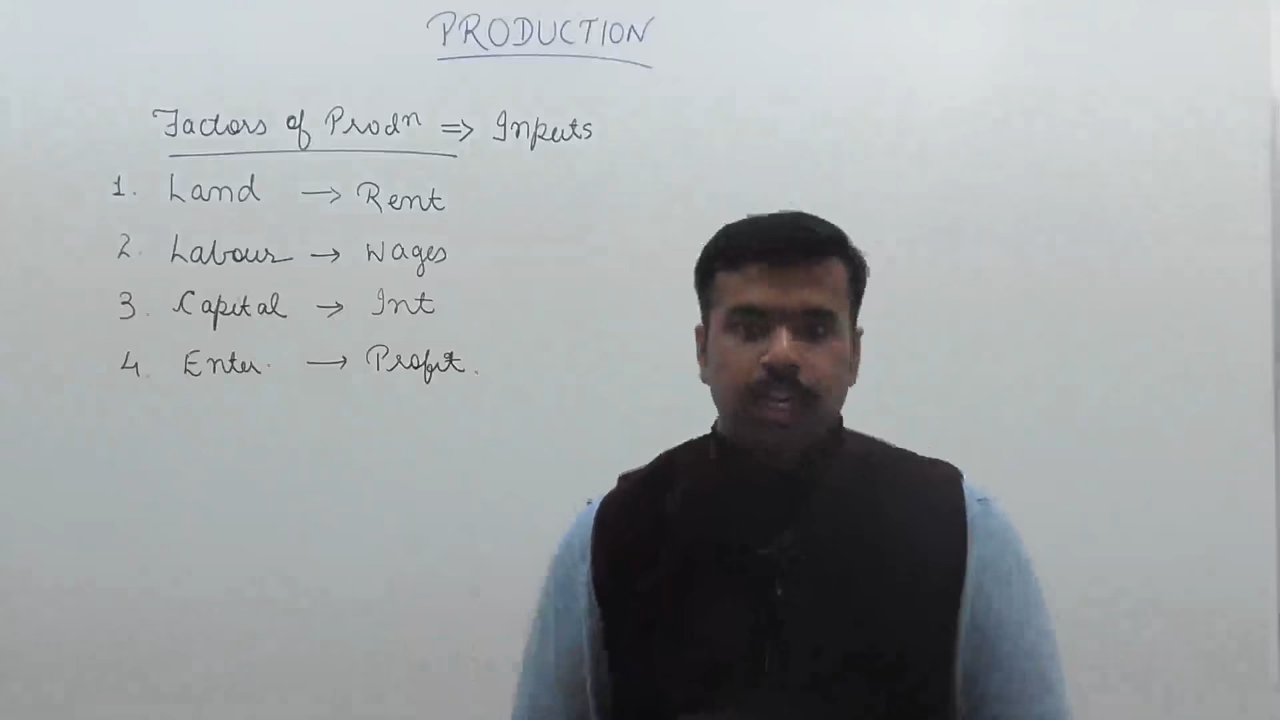 PRODUCTION
Factors of Prodn => Inputs
1. Land → Rent
2. Labour → Wages
3. Capital → Int
4. Enter. → Profit.